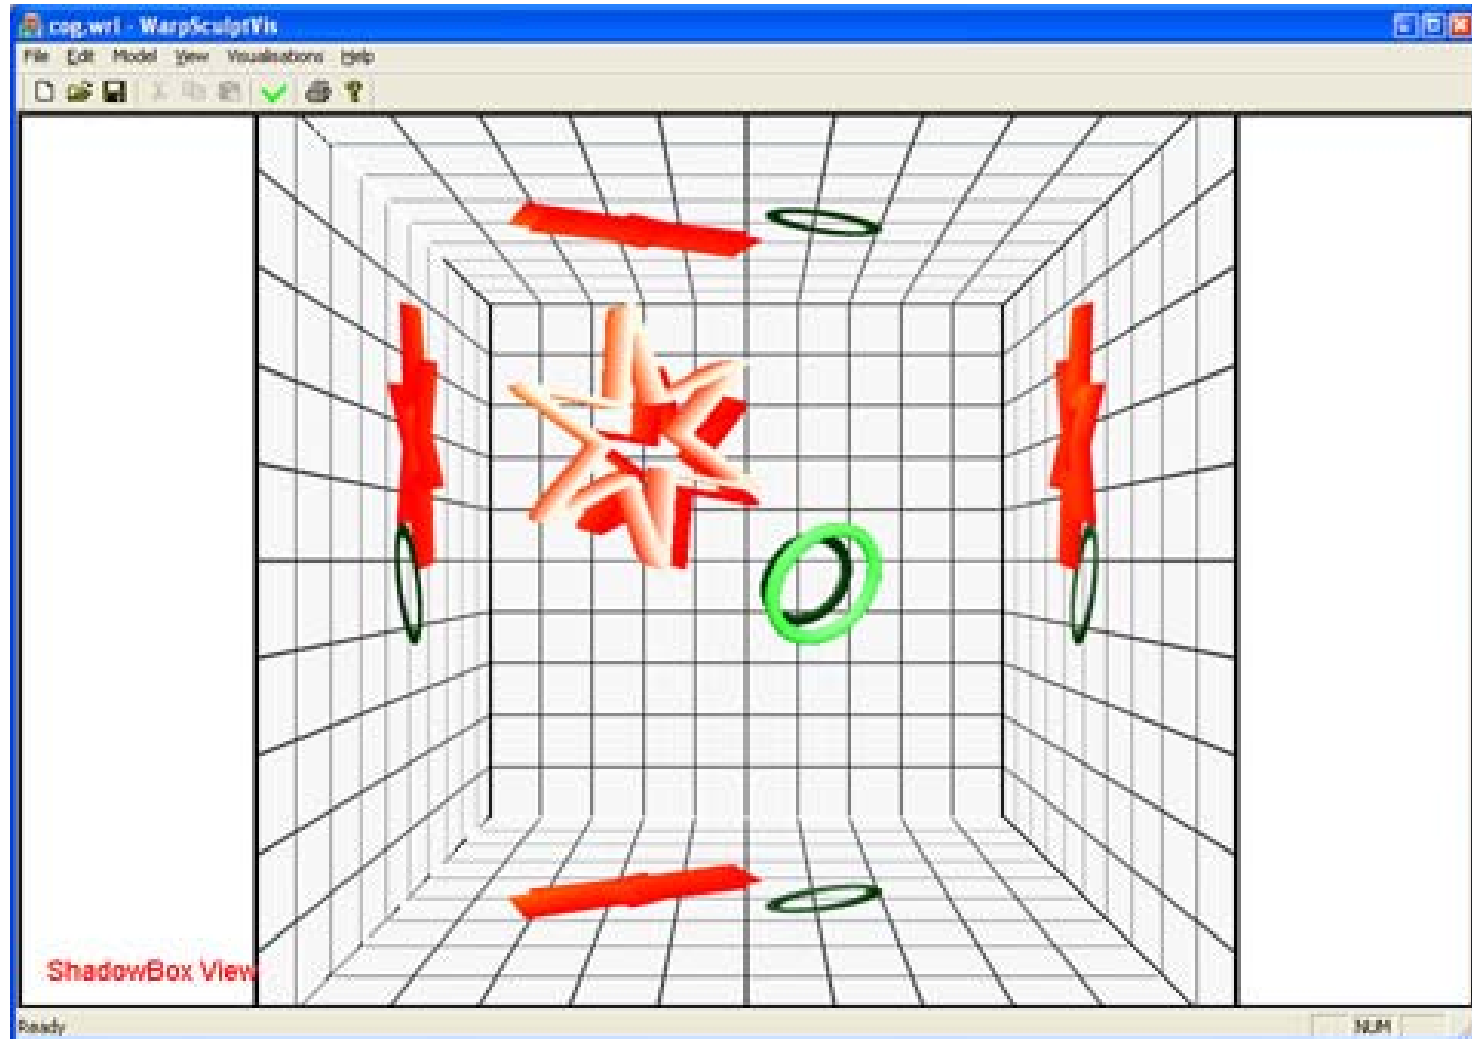 cog.wrl - WarpSculptVis
File Edit Model View Visualisations Help
ShadowBox View
Ready
NUM